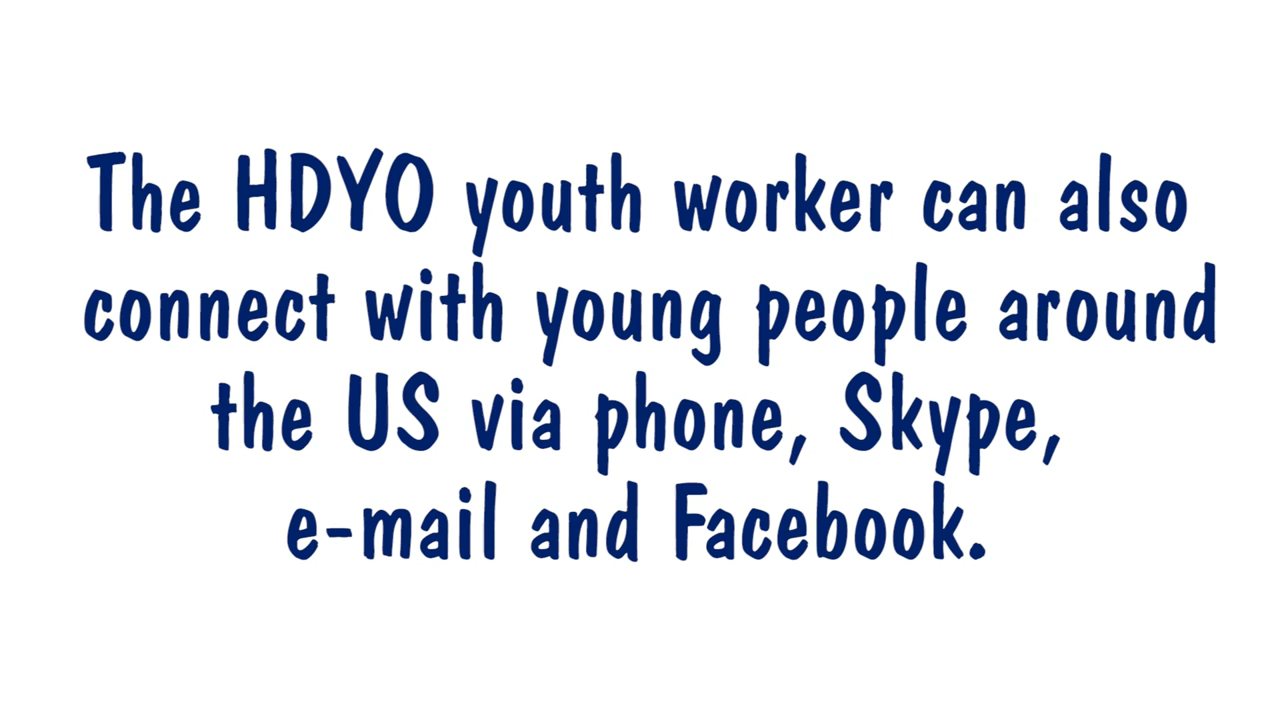 The HDYO youth worker can also
connect with young people around
the US via phone, Skype,
e-mail and Facebook.